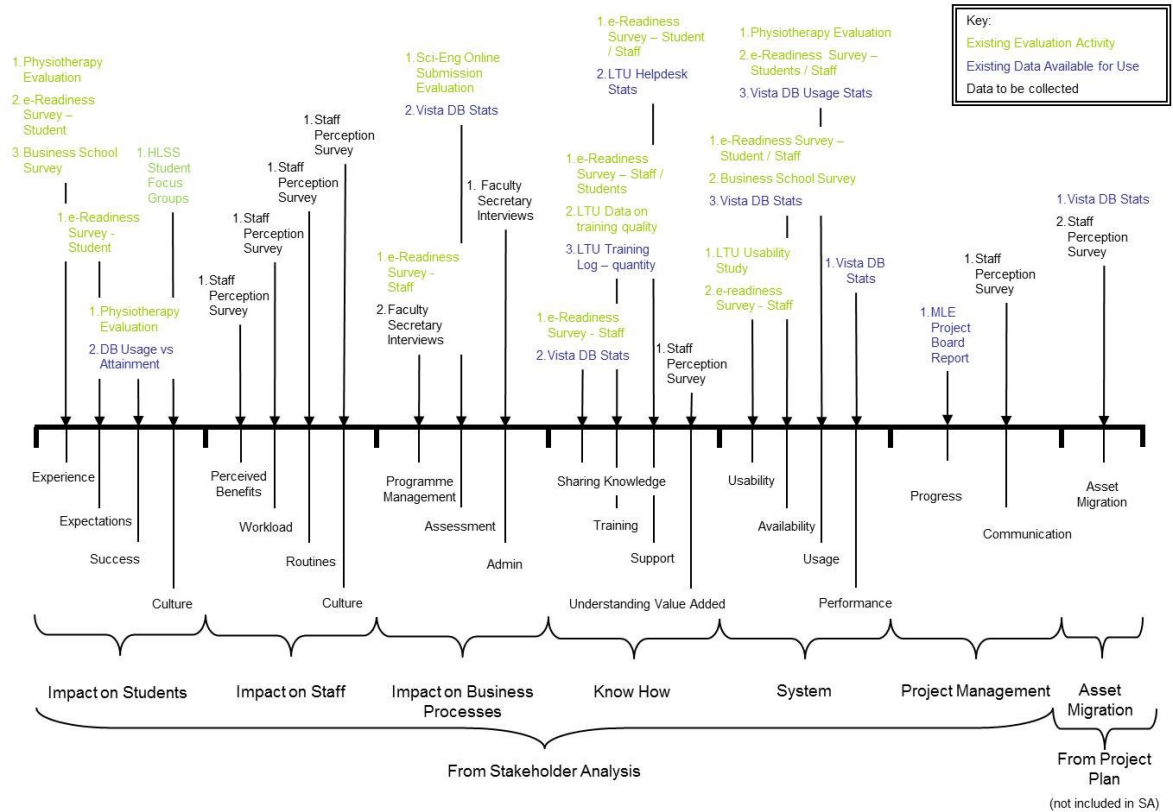 Key:
Existing Evaluation Activity
Existing Data Available for Use
Data to be collected
1. Physiotherapy
Evaluation
2. e-Readiness
Survey –
Student
3. Business School
Survey
1. e-Readiness
Survey -
Student
1. Physiotherapy
Evaluation
2. DB Usage vs
Attainment
1. HLSS
Student
Focus
Groups
1. Staff
Perception
Survey
1. Staff
Perception
Survey
1. Staff
Perception
Survey
1. Staff
Perception
Survey
1. e-Readiness
Survey -
Staff
2. Faculty
Secretary
Interviews
1. Sci-Eng Online
Submission
Evaluation
2. Vista DB Stats
1. Faculty
Secretary
Interviews
1. e-Readiness
Survey - Staff
2. Vista DB Stats
1. e-Readiness
Survey – Staff /
Students
2. LTU Data on
training quality
3. LTU Training
Log – quantity
1. e-Readiness
Survey – Student
/ Staff
2. LTU Helpdesk
Stats
1. Staff
Perception
Survey
1. LTU Usability
Study
2. e-readiness
Survey - Staff
1. e-Readiness Survey –
Student / Staff
2. Business School Survey
3. Vista DB Stats
1. Physiotherapy Evaluation
2. e-Readiness Survey –
Students / Staff
3. Vista DB Usage Stats
1. Vista DB
Stats
1. MLE
Project
Board
Report
1. Staff
Perception
Survey
1. Vista DB Stats
2. Staff
Perception
Survey
Experience
Expectations
Success
Culture
Perceived
Benefits
Workload
Routines
Culture
Programme
Management
Assessment
Admin
Sharing Knowledge
Training
Support
Understanding Value Added
Usability
Availability
Usage
Performance
Progress
Communication
Asset
Migration
Impact on Students
Impact on Staff
Impact on Business
Processes
Know How
System
Project Management
Asset
Migration
From Stakeholder Analysis
From Project
Plan
(not included in SA)